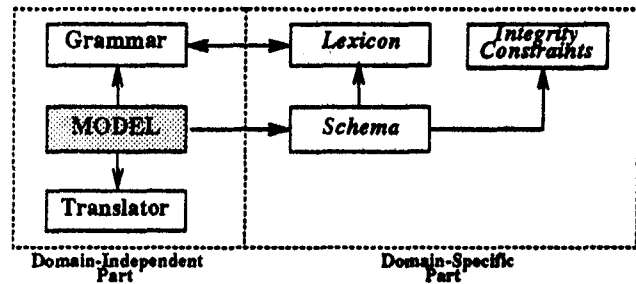 Grammar
Lexicon
Integrity
Constraints
MODEL
Schema
Translator
Domain-Independent
Part
Domain-Specific
Part